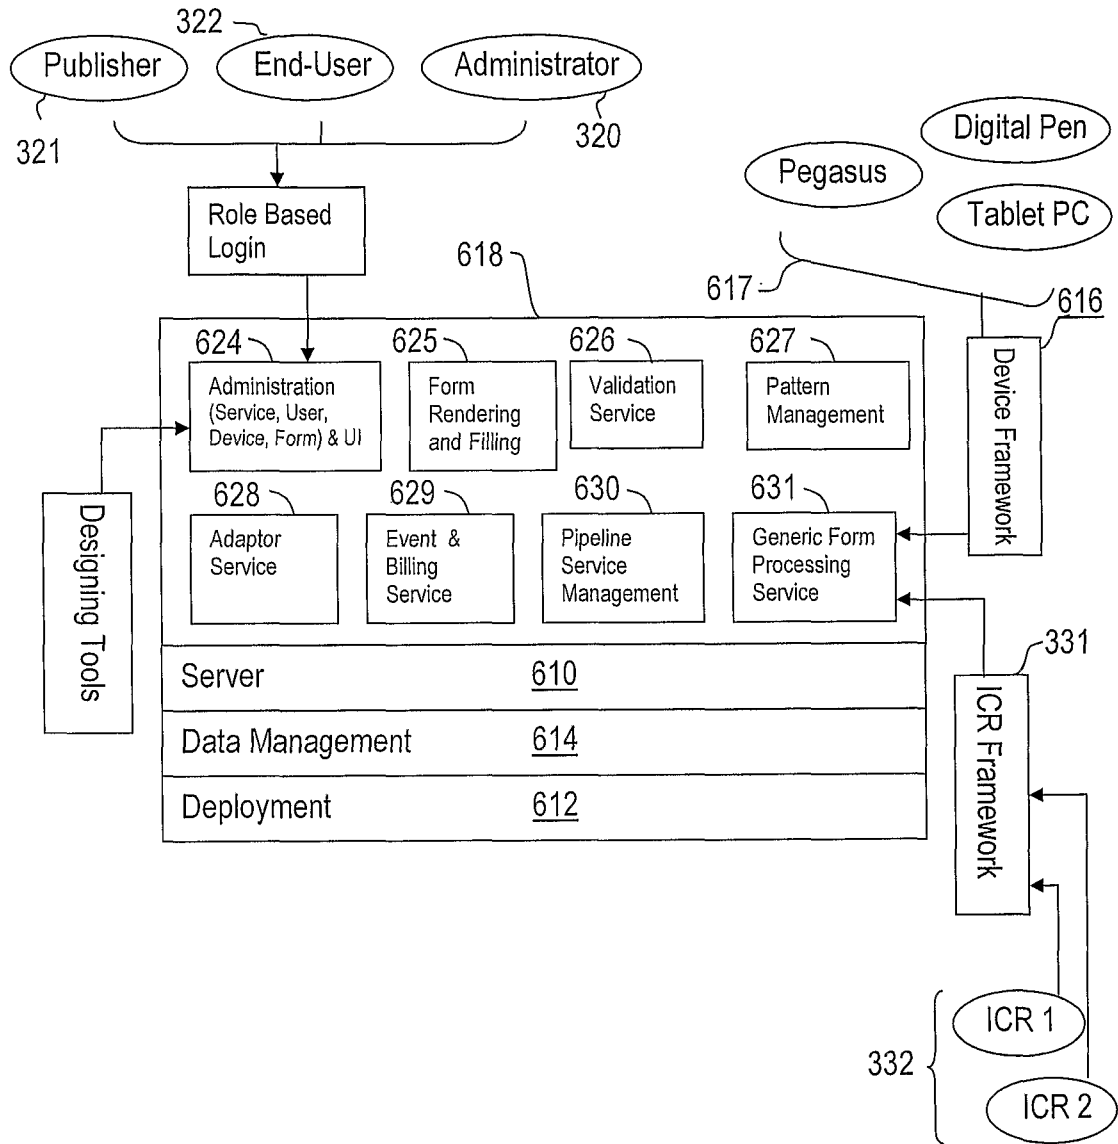 322
Publisher
End-User
Administrator
321
320
Digital Pen
Pegasus
Tablet PC
Role Based
Login
618
617
616
624
625
626
627
Administration
(Service, User,
Device, Form) & UI
Form
Rendering
and Filling
Validation
Service
Pattern
Management
Device Framework
628
629
630
631
Designing Tools
Adaptor
Service
Event &
Billing
Service
Pipeline
Service
Management
Generic Form
Processing
Service
331
Server 610
Data Management 614
Deployment 612
ICR Framework
ICR 1
332
ICR 2